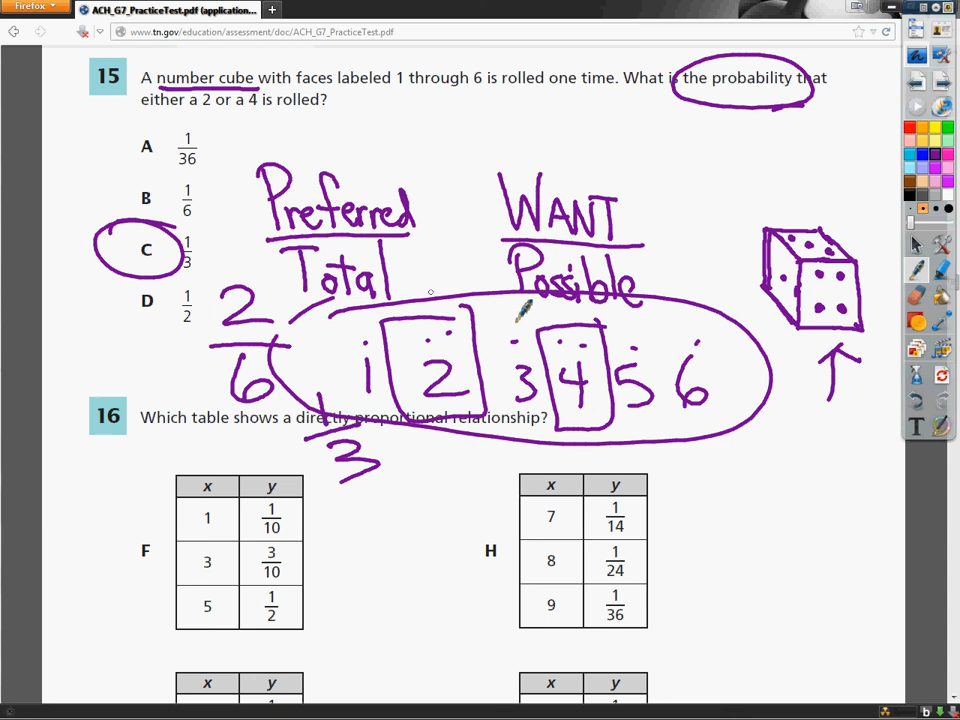 Firefox
ACH_G7_PracticeTest.pdf (application...
www.tn.gov/education/assessment/doc/ACH_G7_PracticeTest.pdf
15 A number cube with faces labeled 1 through 6 is rolled one time. What is the probability that
either a 2 or a 4 is rolled?
A 1/36
B 1/6
C 1/3
D 1/2
Preferred
Total
WANT
Possible
2/6
1 2 3 4 5 6
1/3
16 Which table shows a directly proportional relationship?
F
x y
1 1/10
3 3/10
5 1/2
H
x y
7 1/14
8 1/24
9 1/36
x y
x y
T
b